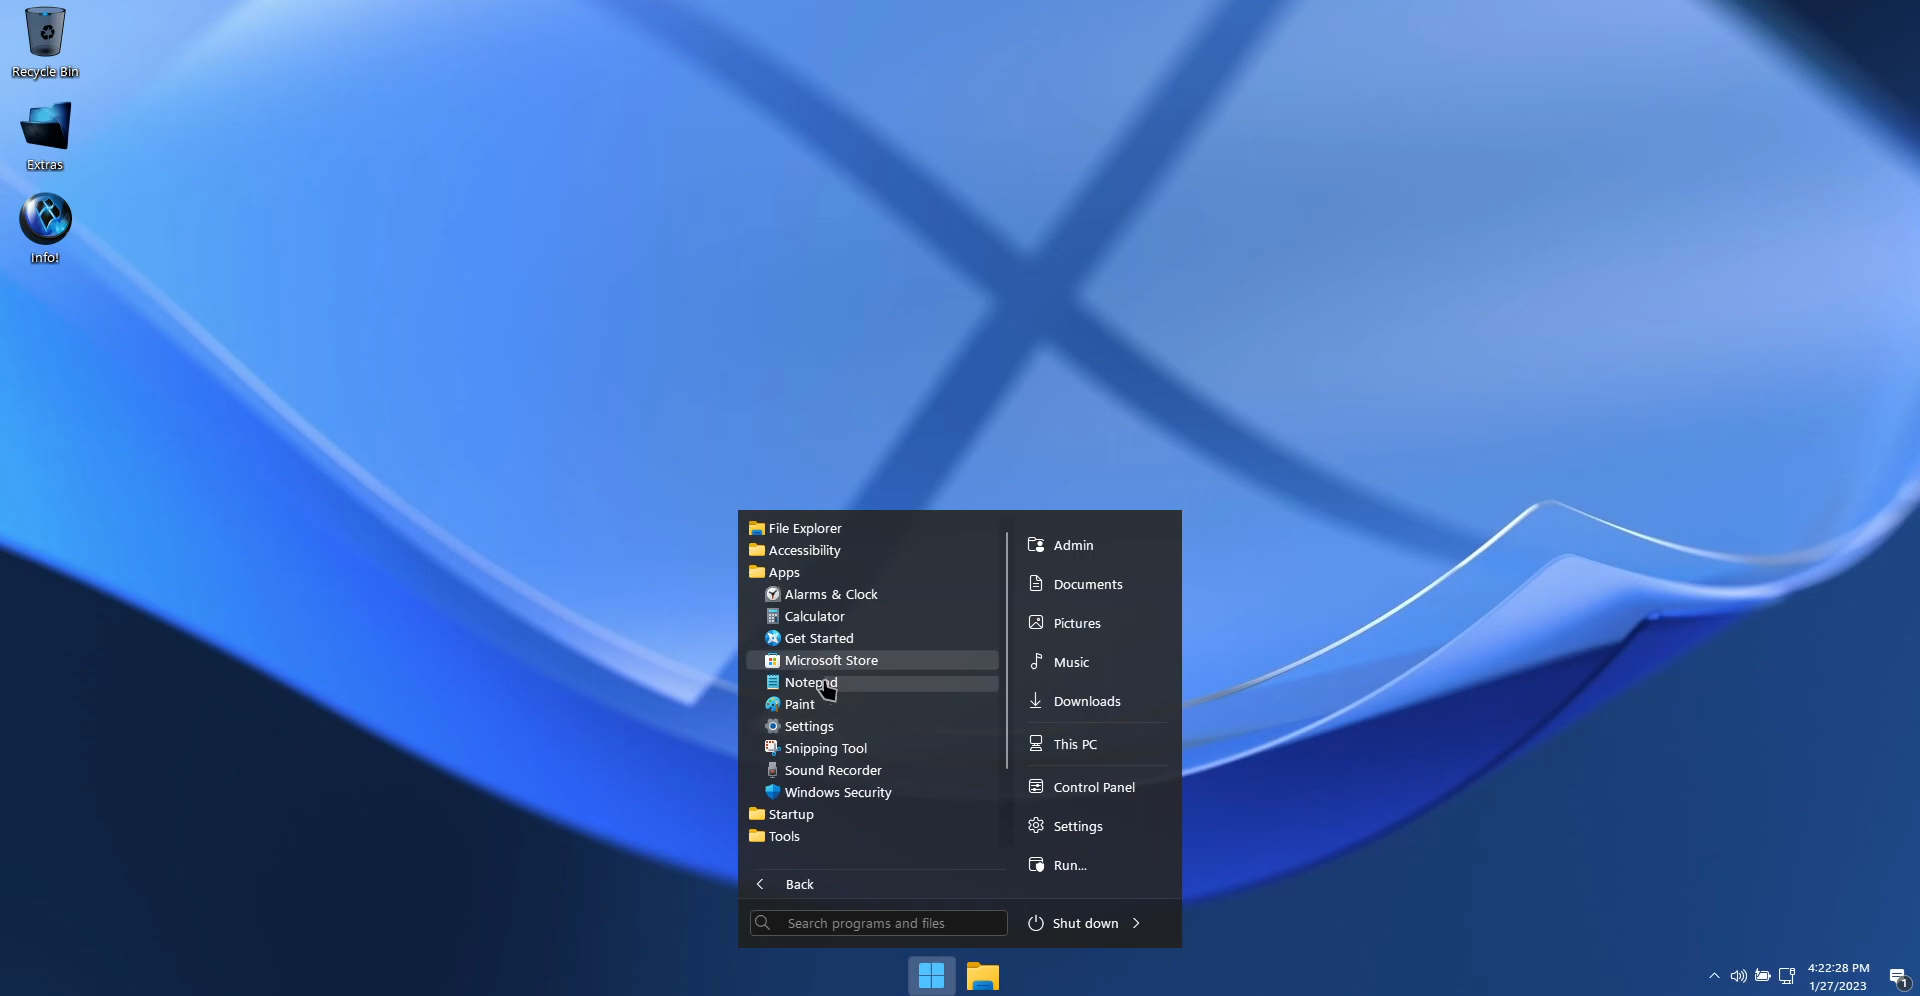 Recycle Bin
Extras
Info!
File Explorer
Accessibility
Apps
Alarms & Clock
Calculator
Get Started
Microsoft Store
Notepad
Paint
Settings
Snipping Tool
Sound Recorder
Windows Security
Startup
Tools
Back
Search programs and files
Admin
Documents
Pictures
Music
Downloads
This PC
Control Panel
Settings
Run...
Shut down
4:22:28 PM
1/27/2023
1